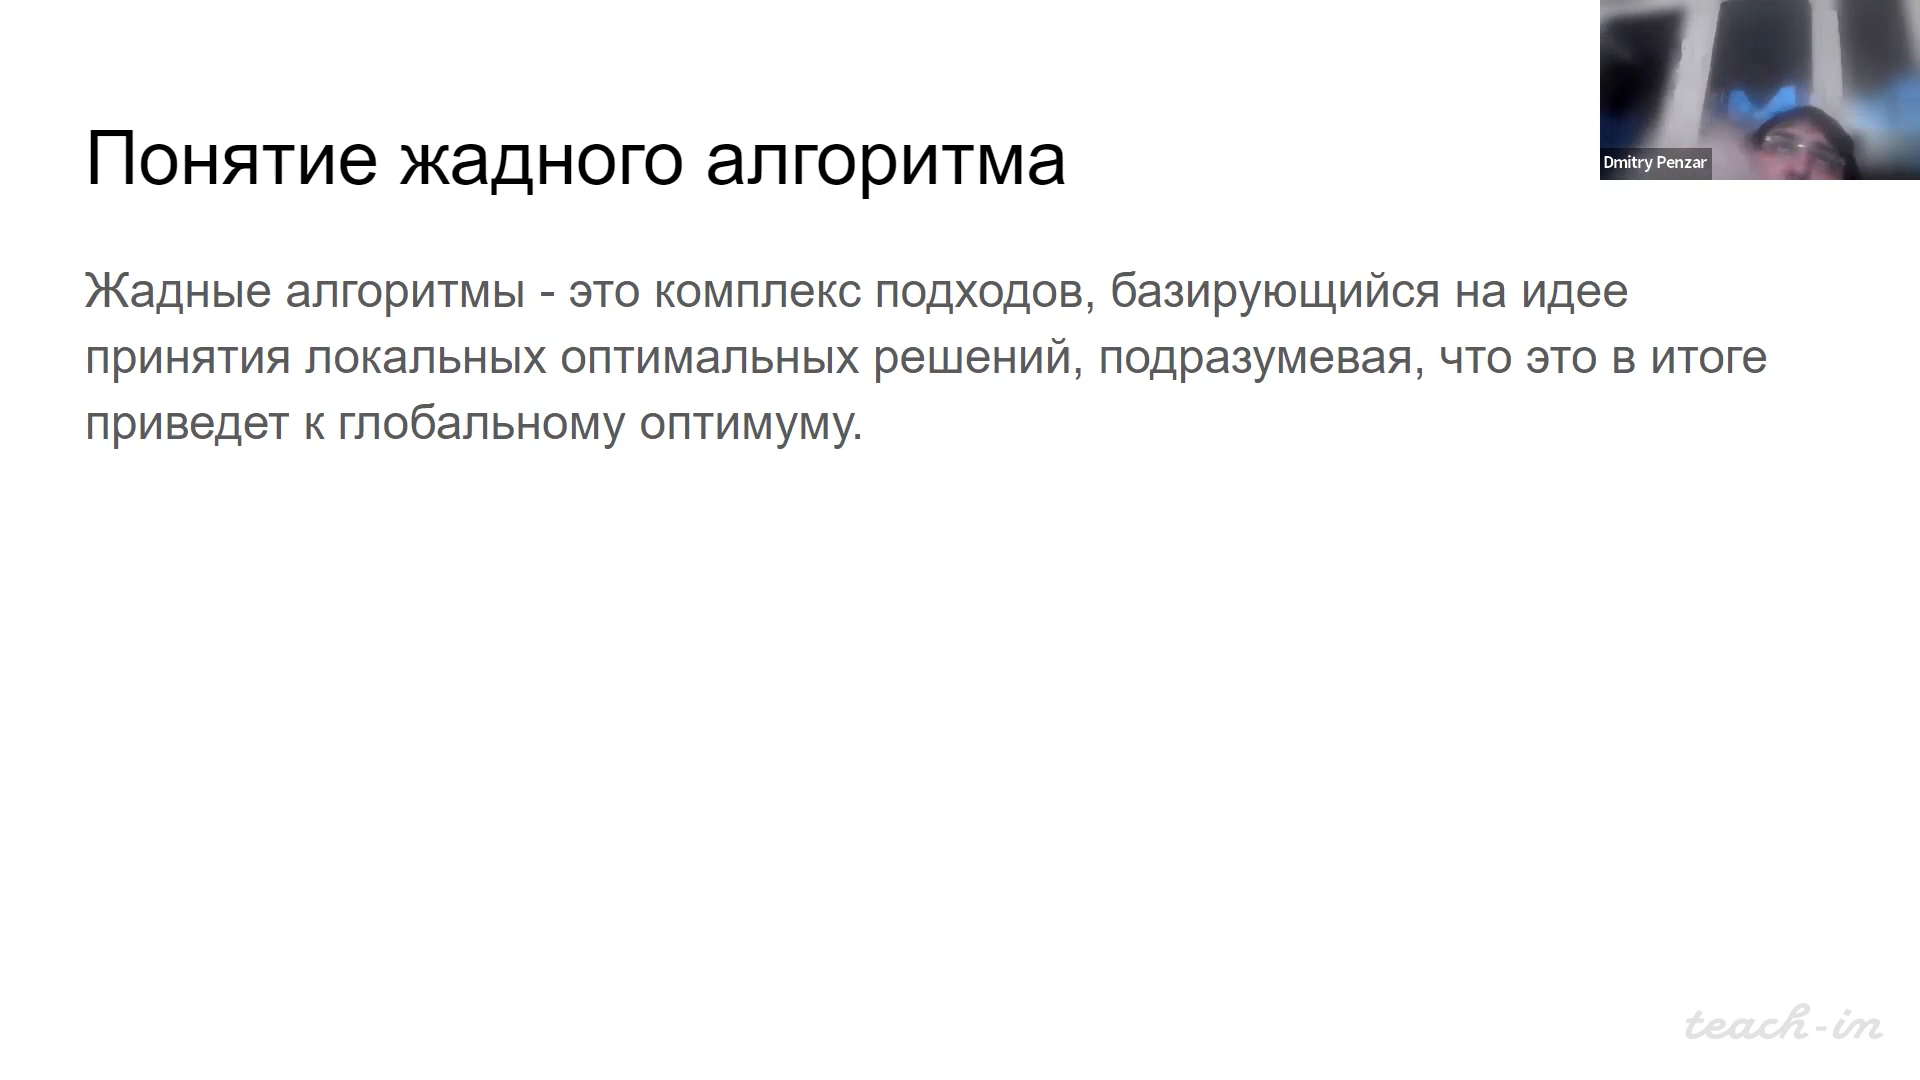 Понятие жадного алгоритма
Dmitry Penzar
Жадные алгоритмы - это комплекс подходов, базирующийся на идее
принятия локальных оптимальных решений, подразумевая, что это в итоге
приведет к глобальному оптимуму.
teach-in